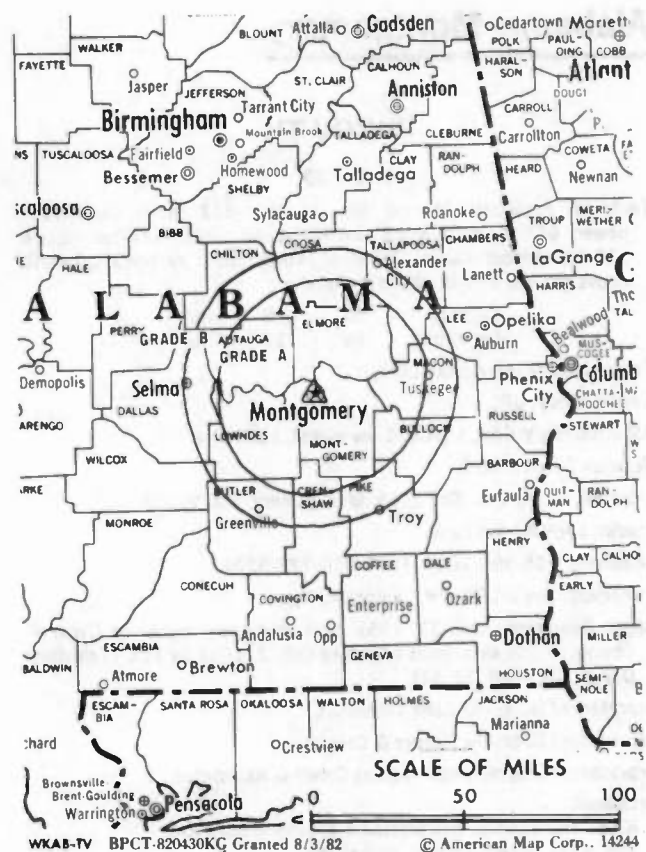 BLOUNT Attalla Gadsden Cedartown Mariett
WALKER POLK PAUL- DING COBB
FAYETTE CALHOUN HARAL- SON Atlant
Jasper ST. CLAIR
JEFFERSON Anniston DOUGI
Tarrant City CARROLL
Birmingham Mountain Brook TALLADEGA CLEBURNE Carrollton P.
NS TUSCALOOSA Fairfield CLAY RAN- DOLPH HEARD COWETA
Bessemer Homewood Talladega Newnan
SHELBY
scaloosa Sylacauga Roanoke TROUP MERI- WETHER
BIBB COOSA TALLAPOOSA CHAMBERS
HALE CHILTON Alexander City Lanett LaGrange
HARRIS G
A L A B A M A Tho
PERRY ELMORE LEE Opelika TAL
GRADE B AUTAUGA Auburn Bealwood
GRADE A MACON MUS- COGEE
Demopolis Selma Tuskegee Phenix City Columb
DALLAS Montgomery CHATTA- HOOCHEE
RUSSELL
ARENGO LOWNDES BULLOCK STEWART
MONT- GOMERY
WILCOX BARBOUR
ARKE BUTLER CREN- SHAW PIKE Eufaula QUIT- MAN RAN- DOLPH
Greenville Troy
MONROE HENRY
COFFEE DALE CLAY CALHO
CONECUH EARLY
COVINGTON Enterprise Ozark
Andalusia Opp
ESCAMBIA Dothan MILLER
BALDWIN Brewton GENEVA
Atmore HOUSTON SEMI- NOLE
ESCAM- BIA SANTA ROSA OKALOOSA WALTON HOLMES JACKSON
Marianna
chard Crestview
SCALE OF MILES
Brownsville- Brent-Goulding
Pensacola 0 50 100
Warrington
WKAB-TV BPCT-820430KG Granted 8/3/82 © American Map Corp., 14244